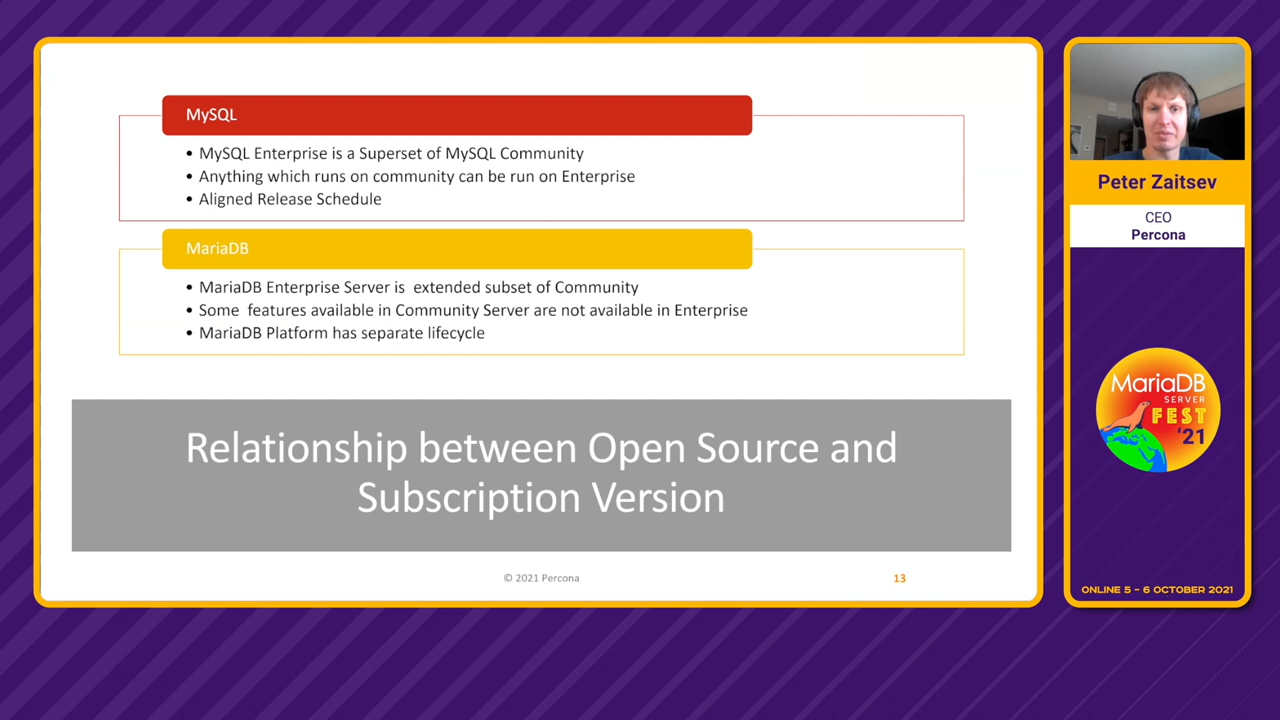 MySQL
• MySQL Enterprise is a Superset of MySQL Community
• Anything which runs on community can be run on Enterprise
• Aligned Release Schedule
MariaDB
• MariaDB Enterprise Server is  extended subset of Community
• Some  features available in Community Server are not available in Enterprise
• MariaDB Platform has separate lifecycle
Relationship between Open Source and
Subscription Version
© 2021 Percona
13
Peter Zaitsev
CEO
Percona
MariaDB
SERVER
FEST
'21
ONLINE 5 – 6 OCTOBER 2021